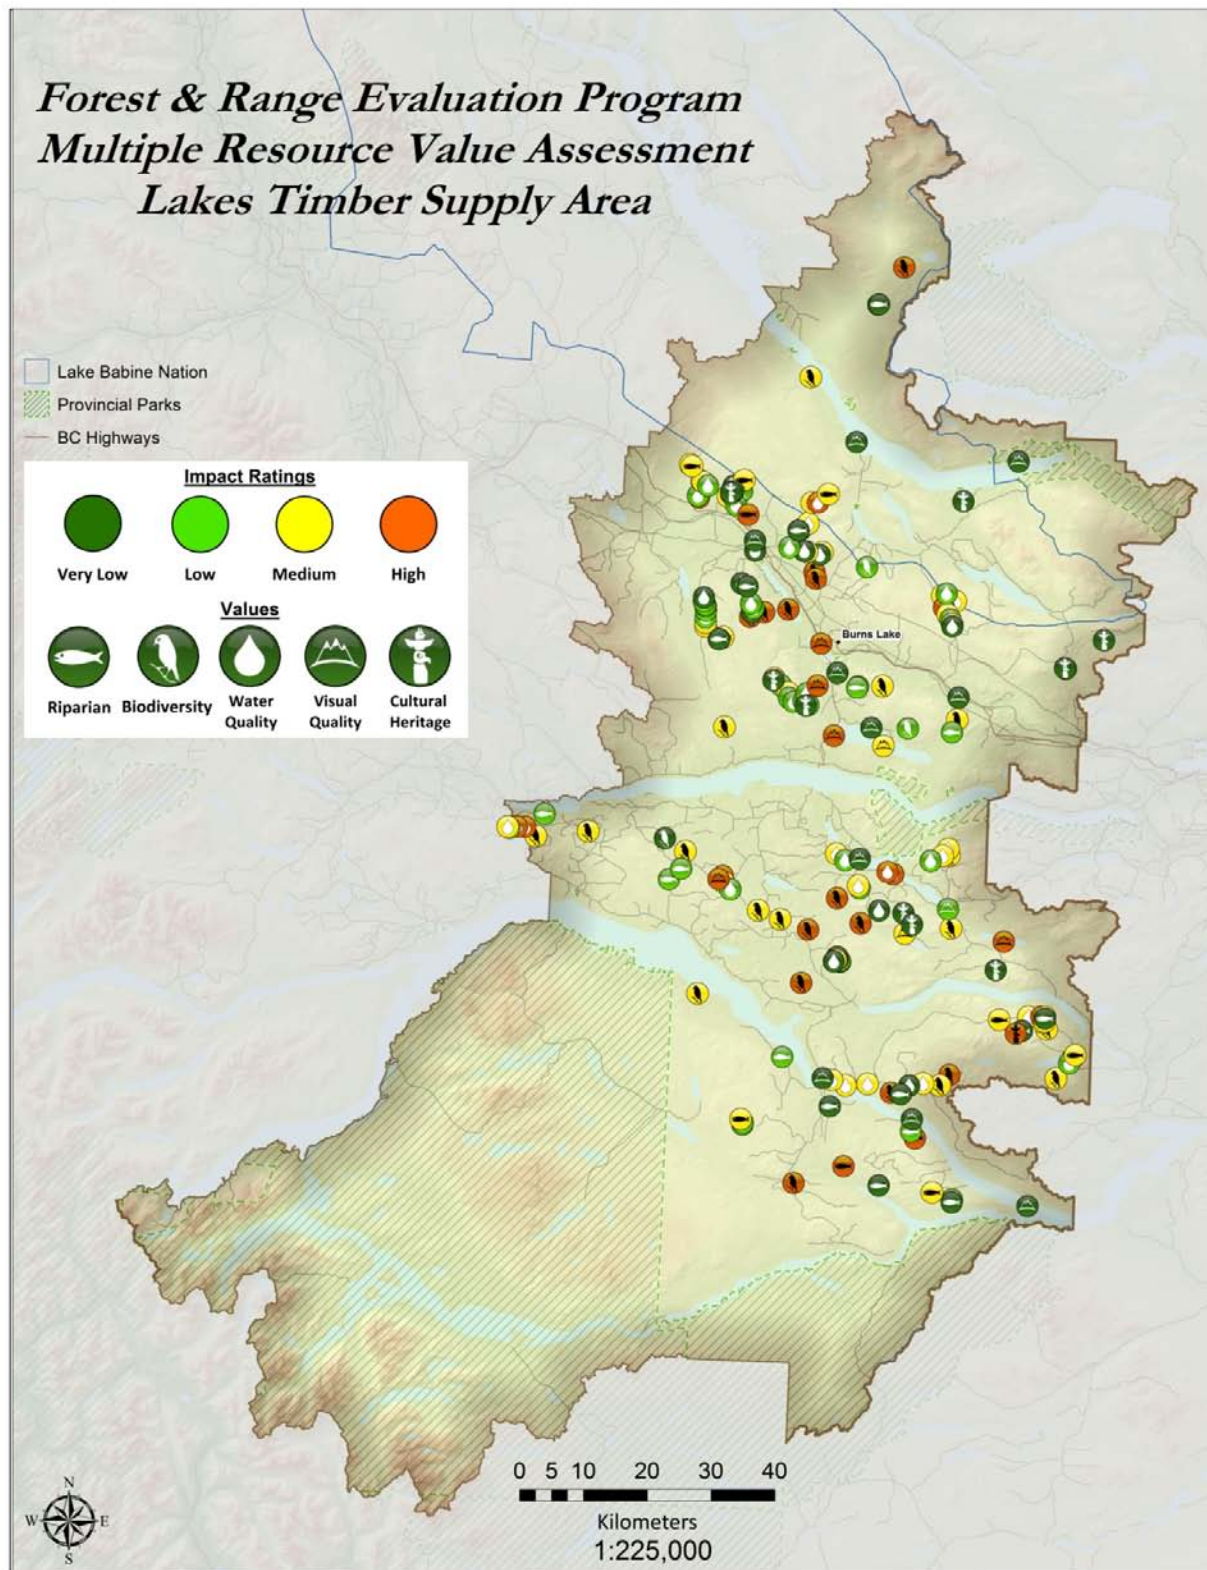 Forest & Range Evaluation Program
Multiple Resource Value Assessment
Lakes Timber Supply Area
Lake Babine Nation
Provincial Parks
BC Highways
Impact Ratings
Very Low
Low
Medium
High
Values
Riparian
Biodiversity
Water
Quality
Visual
Quality
Cultural
Heritage
Burns Lake
0 5 10 20 30 40
Kilometers
1:225,000
N
W E
S